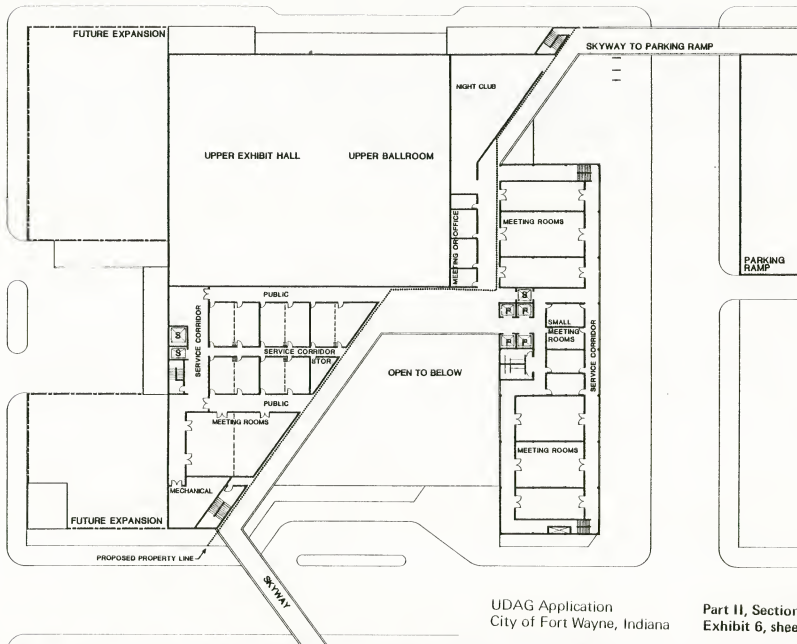 FUTURE EXPANSION
SKYWAY TO PARKING RAMP
NIGHT CLUB
UPPER EXHIBIT HALL
UPPER BALLROOM
MEETING OR OFFICE
MEETING ROOMS
PARKING
RAMP
PUBLIC
S
P P
SMALL
MEETING
ROOMS
P P
SERVICE CORRIDOR
S
S
SERVICE CORRIDOR
SERVICE CORRIDOR
STOR
OPEN TO BELOW
PUBLIC
MEETING ROOMS
MEETING ROOMS
MECHANICAL
FUTURE EXPANSION
PROPOSED PROPERTY LINE
SKYWAY
UDAG Application
City of Fort Wayne, Indiana
Part II, Section
Exhibit 6, shee